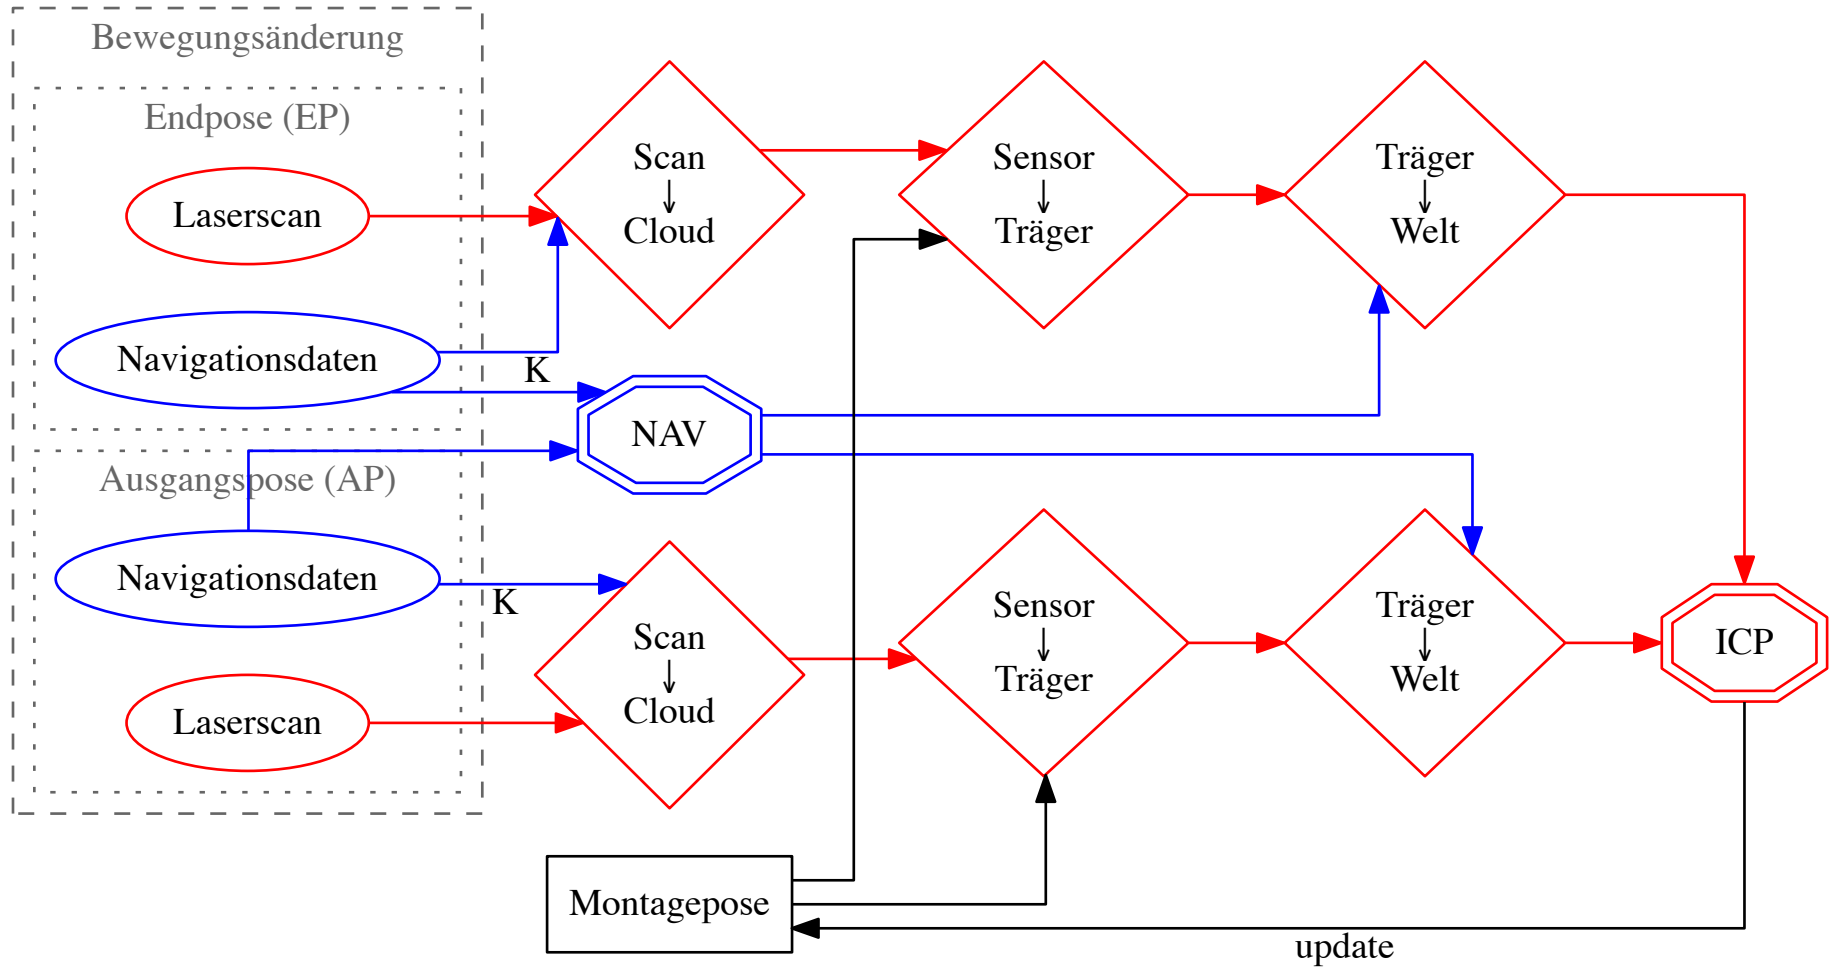 Bewegungsänderung
Endpose (EP)
Laserscan
Navigationsdaten
K
Ausgangspose (AP)
Navigationsdaten
K
Laserscan
Scan
↓
Cloud
Sensor
↓
Träger
Träger
↓
Welt
NAV
Scan
↓
Cloud
Sensor
↓
Träger
Träger
↓
Welt
ICP
Montagepose
update